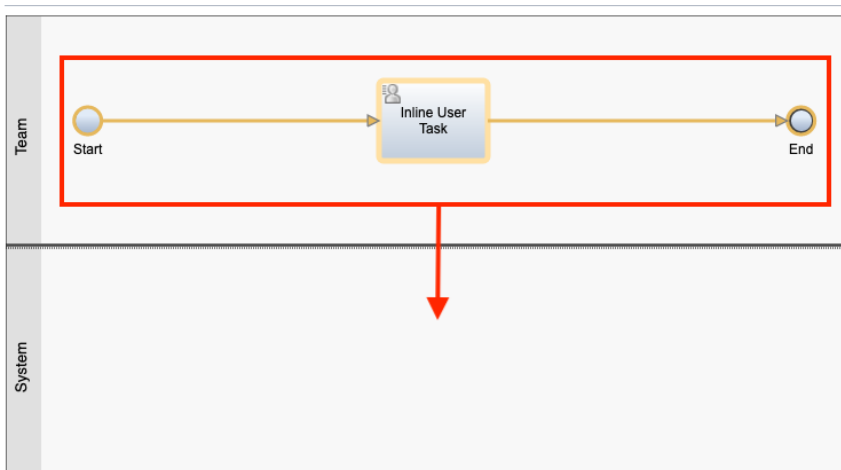 Team
Start
Inline User
Task
End
System